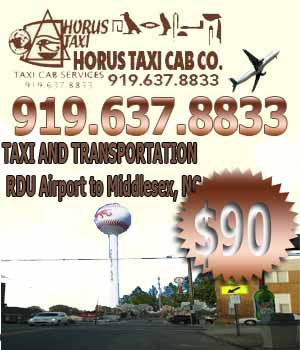 HORUS
TAXI
TAXI CAB SERVICES
919.637.8833
HORUS TAXI CAB CO.
919.637.8833
919.637.8833
TAXI AND TRANSPORTATION
RDU Airport to Middlesex, NC
$90